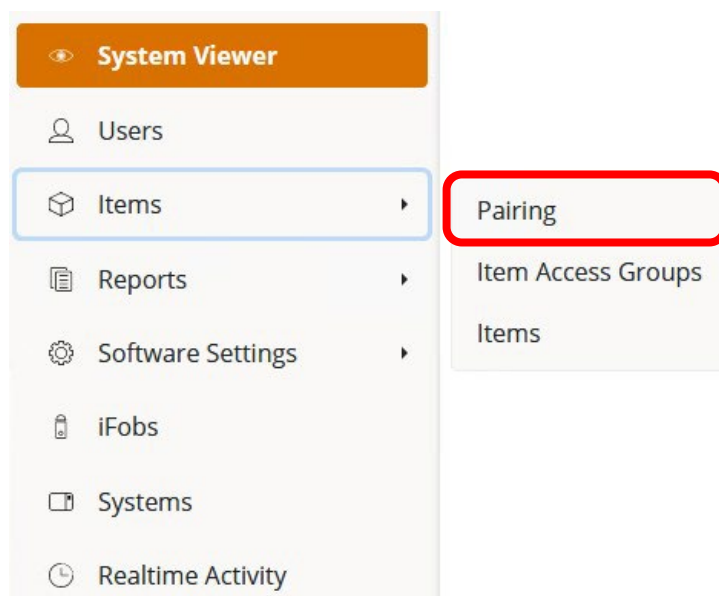 System Viewer
Users
Items
Reports
Software Settings
iFobs
Systems
Realtime Activity
Pairing
Item Access Groups
Items